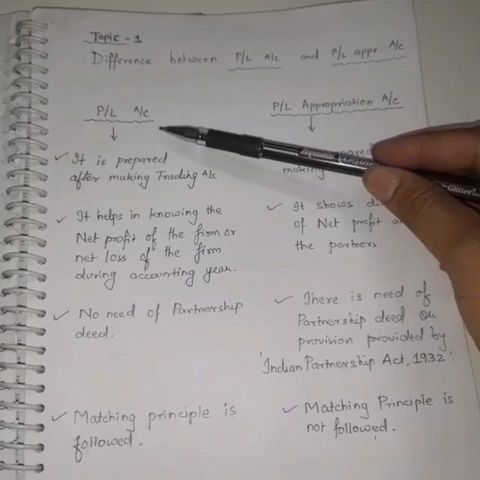 Topic - 1
Difference between P/L A/c and P/L appr. A/c
P/L A/c
It is prepared
after making Trading A/c
It helps in knowing the
Net profit of the firm or
net loss of the firm
during accounting year.
No need of Partnership
deed.
Matching principle is
followed.
P/L Appropriation A/C.
prepared
making
It shows
of Net profit
the partners.
There is need of
Partnership deed or
provision provided by
'Indian Partnership Act, 1932'.
Matching Principle is
not followed.
Glitter